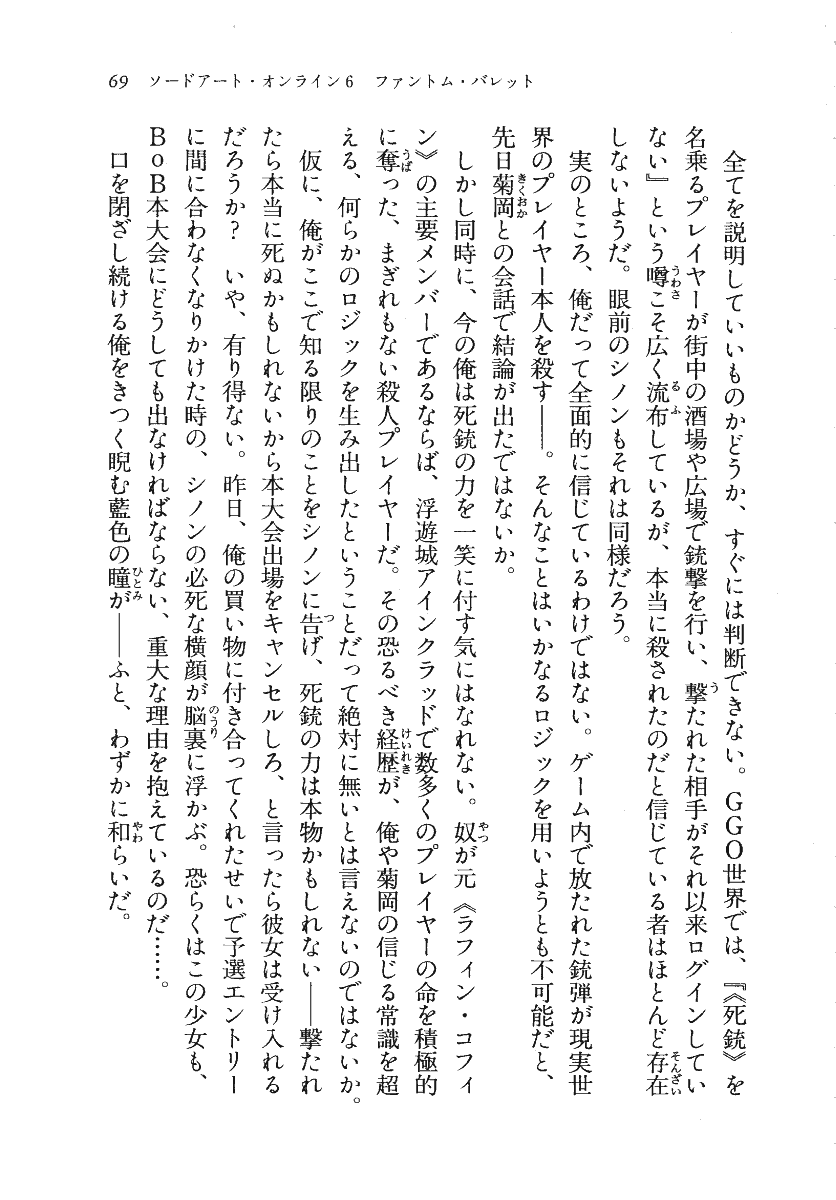 69 ソードアート・オンライン6 ファントム・バレット
全てを説明していいものかどうか、すぐには判断できない。GGO世界では、『《死銃》を
名乗るプレイヤーが街中の酒場や広場で銃撃を行い、撃たれた相手がそれ以来ログインしてい
ない』という噂こそ広く流布しているが、本当に殺されたのだと信じている者はほとんど存在
しないようだ。眼前のシノンもそれは同様だろう。
実のところ、俺だって全面的に信じているわけではない。ゲーム内で放たれた銃弾が現実世
界のプレイヤー本人を殺す――。そんなことはいかなるロジックを用いようとも不可能だと、
先日菊岡との会話で結論が出たではないか。
しかし同時に、今の俺は死銃の力を一笑に付す気にはなれない。奴が元《ラフィン・コフィ
ン》の主要メンバーであるならば、浮遊城アインクラッドで数多くのプレイヤーの命を積極的
に奪った、まぎれもない殺人プレイヤーだ。その恐るべき経歴が、俺や菊岡の信じる常識を超
える、何らかのロジックを生み出したということだって絶対に無いとは言えないのではないか。
仮に、俺がここで知る限りのことをシノンに告げ、死銃の力は本物かもしれない――撃たれ
たら本当に死ぬかもしれないから本大会出場をキャンセルしろ、と言ったら彼女は受け入れる
だろうか？ いや、有り得ない。昨日、俺の買い物に付き合ってくれたせいで予選エントリー
に間に合わなくなりかけた時の、シノンの必死な横顔が脳裏に浮かぶ。恐らくはこの少女も、
BoB本大会にどうしても出なければならない、重大な理由を抱えているのだ……。
口を閉ざし続ける俺をきつく睨む藍色の瞳が――ふと、わずかに和らいだ。